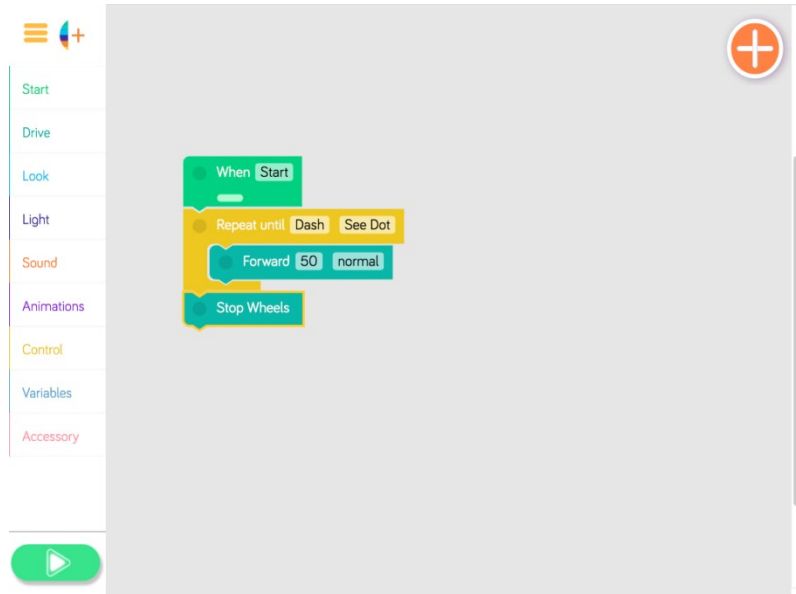 Start
Drive
Look
Light
Sound
Animations
Control
Variables
Accessory
When Start
Repeat until Dash See Dot
Forward 50 normal
Stop Wheels